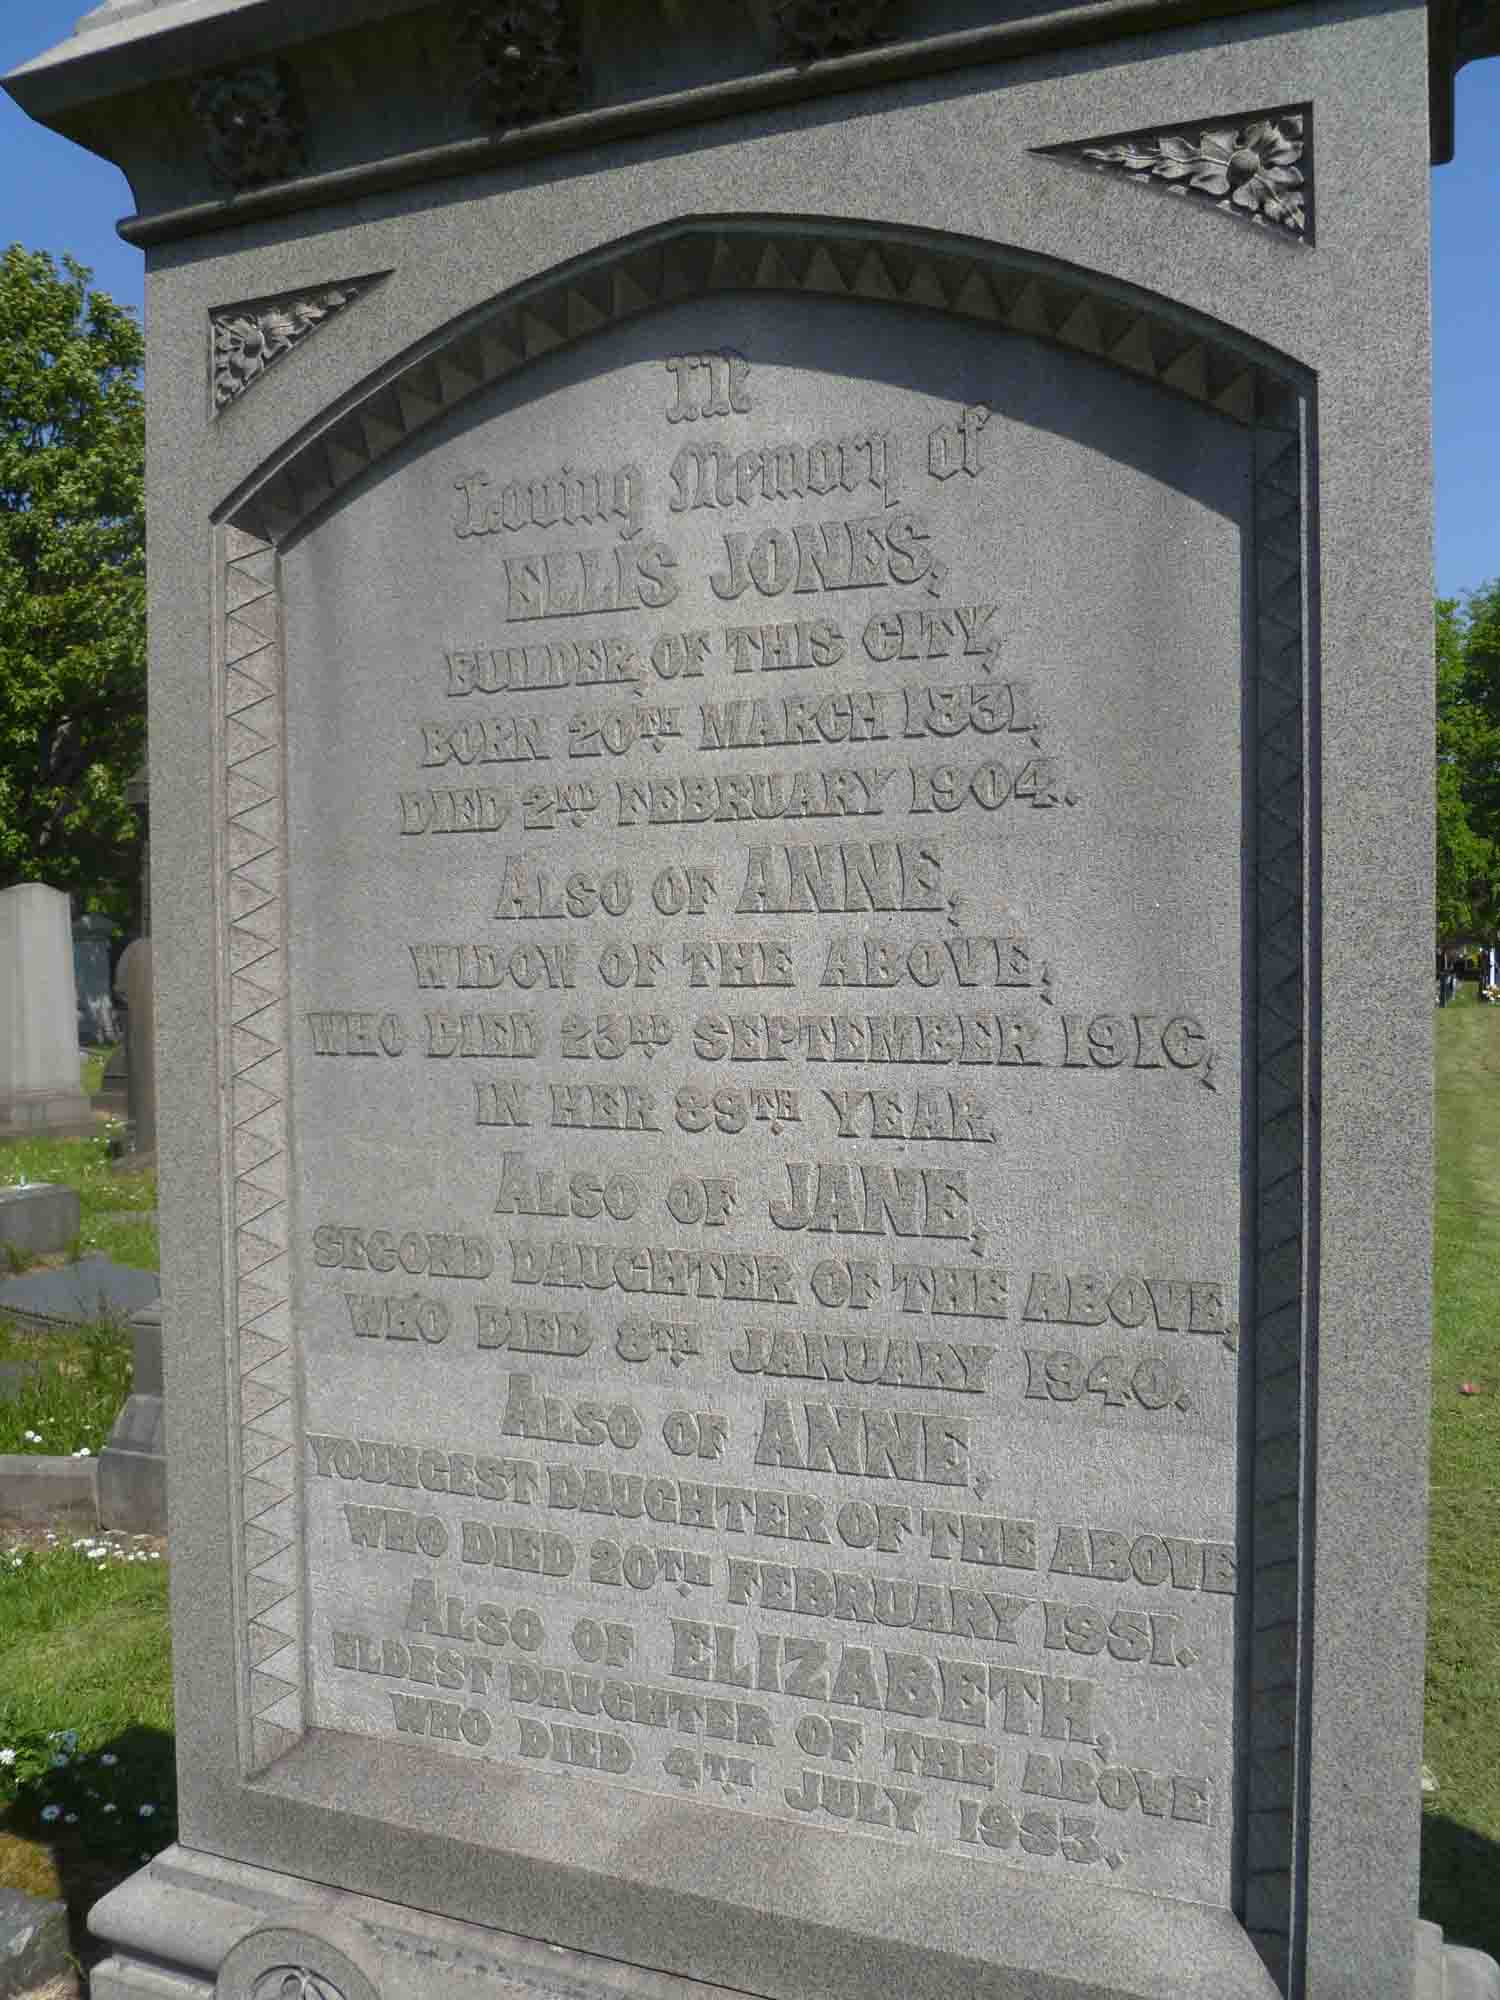 In
Loving Memory of
ELLIS JONES,
BUILDER, OF THIS CITY,
BORN 20TH MARCH 1831,
DIED 2ND FEBRUARY 1904.
ALSO OF ANNE,
WIDOW OF THE ABOVE,
WHO DIED 23RD SEPTEMBER 1916,
IN HER 89TH YEAR
ALSO OF JANE,
SECOND DAUGHTER OF THE ABOVE,
WHO DIED 8TH JANUARY 1940.
ALSO OF ANNE,
YOUNGEST DAUGHTER OF THE ABOVE
WHO DIED 20TH FEBRUARY 1951.
ALSO OF ELIZABETH,
ELDEST DAUGHTER OF THE ABOVE
WHO DIED 4TH JULY 1953.